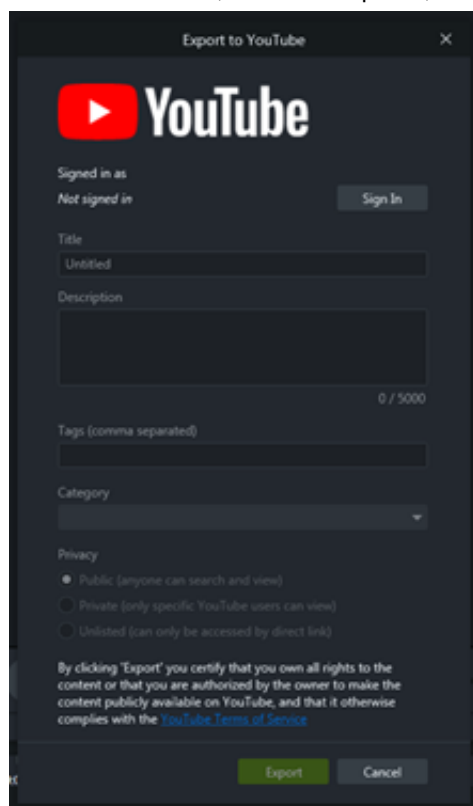 Export to YouTube
YouTube
Signed in as
Not signed in
Sign In
Title
Untitled
Description
0 / 5000
Tags (comma separated)
Category
Privacy
Public (anyone can search and view)
Private (only specific YouTube users can view)
Unlisted (can only be accessed by direct link)
By clicking 'Export' you certify that you own all rights to the
content or that you are authorized by the owner to make the
content publicly available on YouTube, and that it otherwise
complies with the YouTube Terms of Service
Export
Cancel